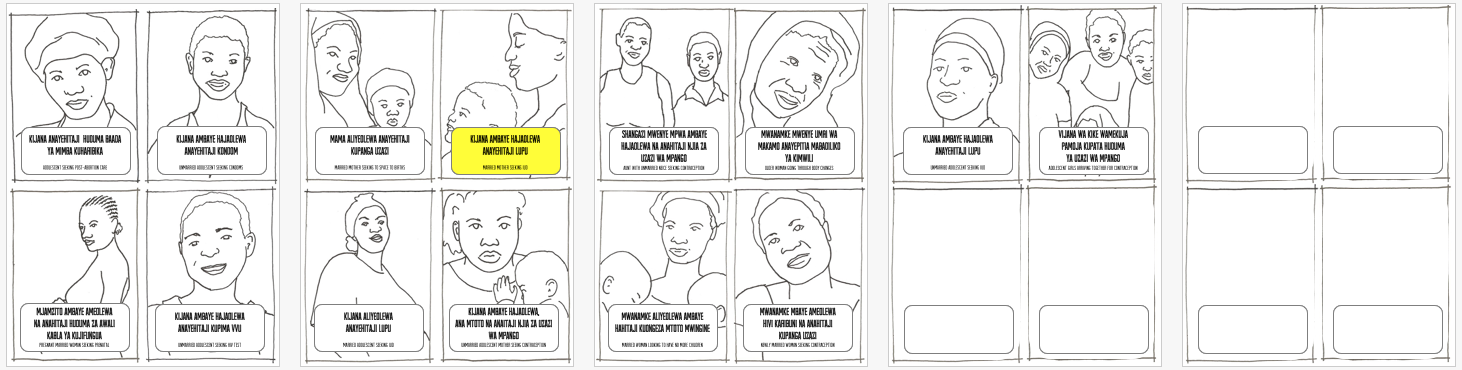 KIJANA ANAYEHITAJI HUDUMA BAADA
YA MIMBA KUHARIBIKA
ADOLESCENT SEEKING POST-ABORTION CARE
KIJANA AMBAYE HAJAOLEWA
ANAYEHITAJI KONDOM
UNMARRIED ADOLESCENT SEEKING CONDOMS
MJAMZITO AMBAYE AMEOLEWA
NA ANAHITAJI HUDUMA ZA AWALI
KABLA YA KUJIFUNGUA
PREGNANT MARRIED WOMAN SEEKING PRENATAL
KIJANA AMBAYE HAJAOLEWA
ANAYEHITAJI KUPIMA VVU
UNMARRIED ADOLESCENT SEEKING HIV TEST
MAMA ALIYEOLEWA ANAYEHITAJI
KUPANGA UZAZI
MARRIED MOTHER SEEKING TO SPACE TO BIRTHS
KIJANA AMBAYE HAJAOLEWA
ANAYEHITAJI LUPU
MARRIED MOTHER SEEKING IUD
KIJANA ALIYEOLEWA
ANAYEHITAJI LUPU
MARRIED ADOLESCENT SEEKING IUD
KIJANA AMBAYE HAJAOLEWA,
ANA MTOTO NA ANAITAJI NJIA ZA UZAZI
WA MPANGO
UNMARRIED ADOLESCENT MOTHER SEEKING CONTRACEPTION
SHANGAZI MWENYE MPWA AMBAYE
HAJAOLEWA NA ANAHITAJI NJIA ZA
UZAZI WA MPANGO
AUNT WITH UNMARRIED NIECE SEEKING CONTRACEPTION
MWANAMKE MWENYE UMRI WA
MAKAMO ANAYEPITIA MABADILIKO
YA KIMWILI
OLDER WOMAN GOING THROUGH BODY CHANGES
MWANAMKE ALIYEOLEWA AMBAYE
HAHITAJI KUONGEZA MTOTO MWINGINE
MARRIED WOMAN LOOKING TO HAVE NO MORE CHILDREN
MWANAMKE MBAYE AMEOLEWA
HIVI KARIBUNI NA ANAHITAJI
KUPANGA UZAZI
NEWLY MARRIED WOMAN SEEKING CONTRACEPTION
KIJANA AMBAYE HAJAOLEWA
ANAYEHITAJI LUPU
UNMARRIED ADOLESCENT SEEKING IUD
VIJANA WA KIKE WAMEKUJA
PAMOJA KUPATA HUDUMA
YA UZAZI WA MPANGO
ADOLESCENT GIRLS ARRIVING TOGETHER FOR CONTRACEPTION